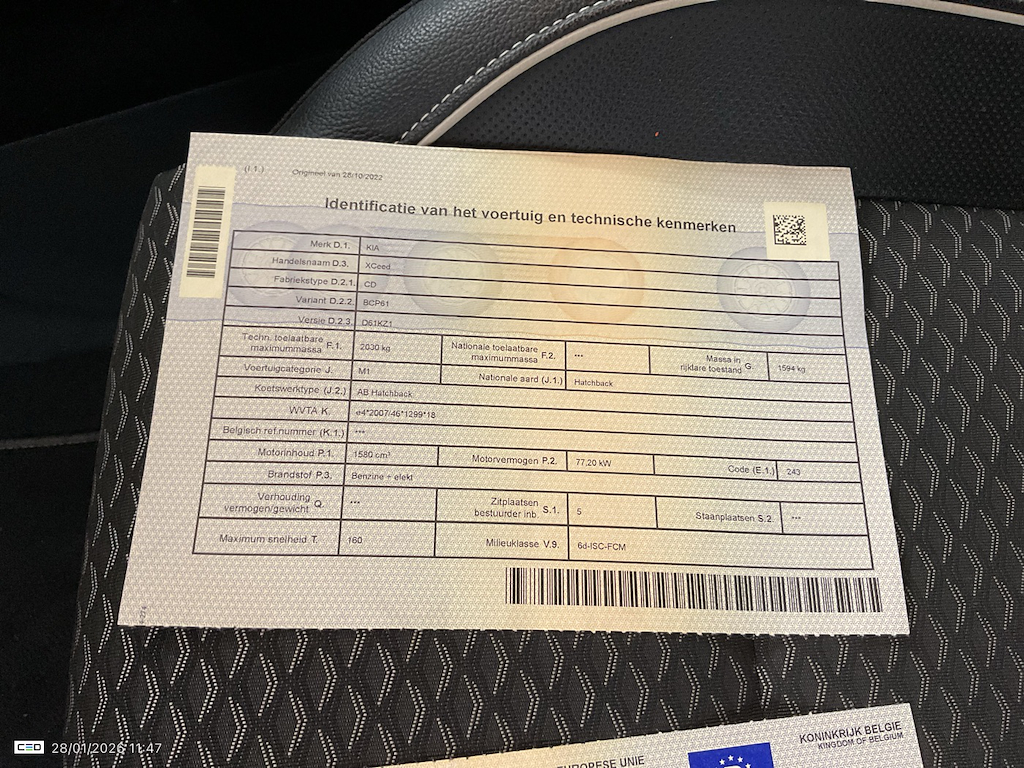 (I.1.) Origineel van 28/10/2022
Identificatie van het voertuig en technische kenmerken
Merk D.1. KIA
Handelsnaam D.3. XCeed
Fabriekstype D.2.1. CD
Variant D.2.2. BCP61
Versie D.2.3. D61KZ1
Techn. toelaatbare maximummassa F.1. 2030 kg Nationale toelaatbare maximummassa F.2. *** Massa in rijklare toestand G. 1594 kg
Voertuigcategorie J. M1 Nationale aard (J.1.) Hatchback
Koetswerktype (J.2.) AB Hatchback
WVTA K. e4*2007/46*1299*18
Belgisch ref.nummer (K.1.) ***
Motorinhoud P.1. 1580 cm³ Motorvermogen P.2. 77,20 kW Code (E.1.) 243
Brandstof P.3. Benzine + elekt
Verhouding vermogen/gewicht Q. *** Zitplaatsen bestuurder inb. S.1. 5 Staanplaatsen S.2. ***
Maximum snelheid T. 160 Milieuklasse V.9. 6d-ISC-FCM
EUROPESE UNIE
KONINKRIJK BELGIE
KINGDOM OF BELGIUM
CEO 28/01/2026 11:47